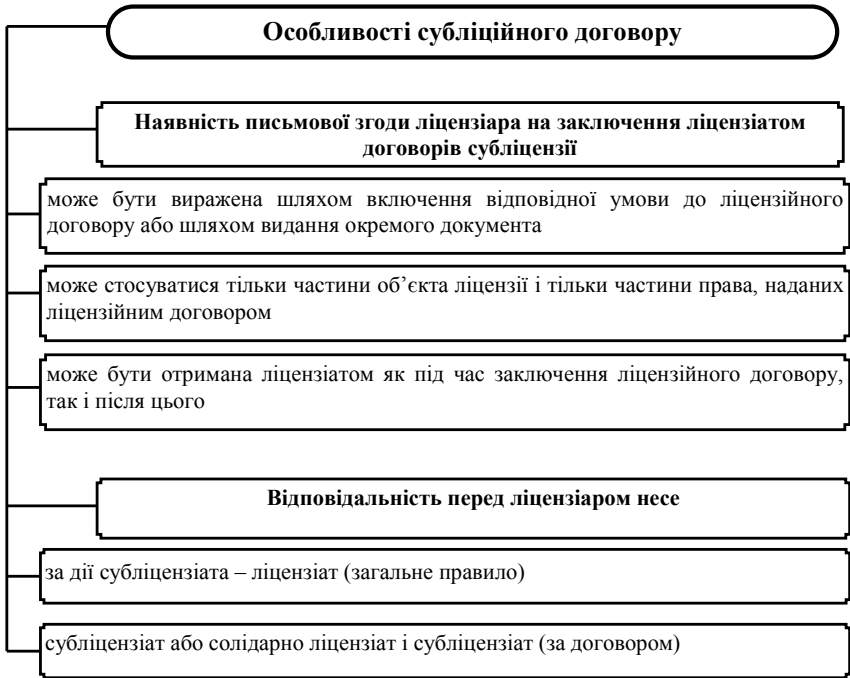 Особливості субліційного договору
Наявність письмової згоди ліцензіара на заключення ліцензіатом
договорів субліцензії
може бути виражена шляхом включення відповідної умови до ліцензійного
договору або шляхом видання окремого документа
може стосуватися тільки частини об’єкта ліцензії і тільки частини права, наданих
ліцензійним договором
може бути отримана ліцензіатом як під час заключення ліцензійного договору,
так і після цього
Відповідальність перед ліцензіаром несе
за дії субліцензіата – ліцензіат (загальне правило)
субліцензіат або солідарно ліцензіат і субліцензіат (за договором)